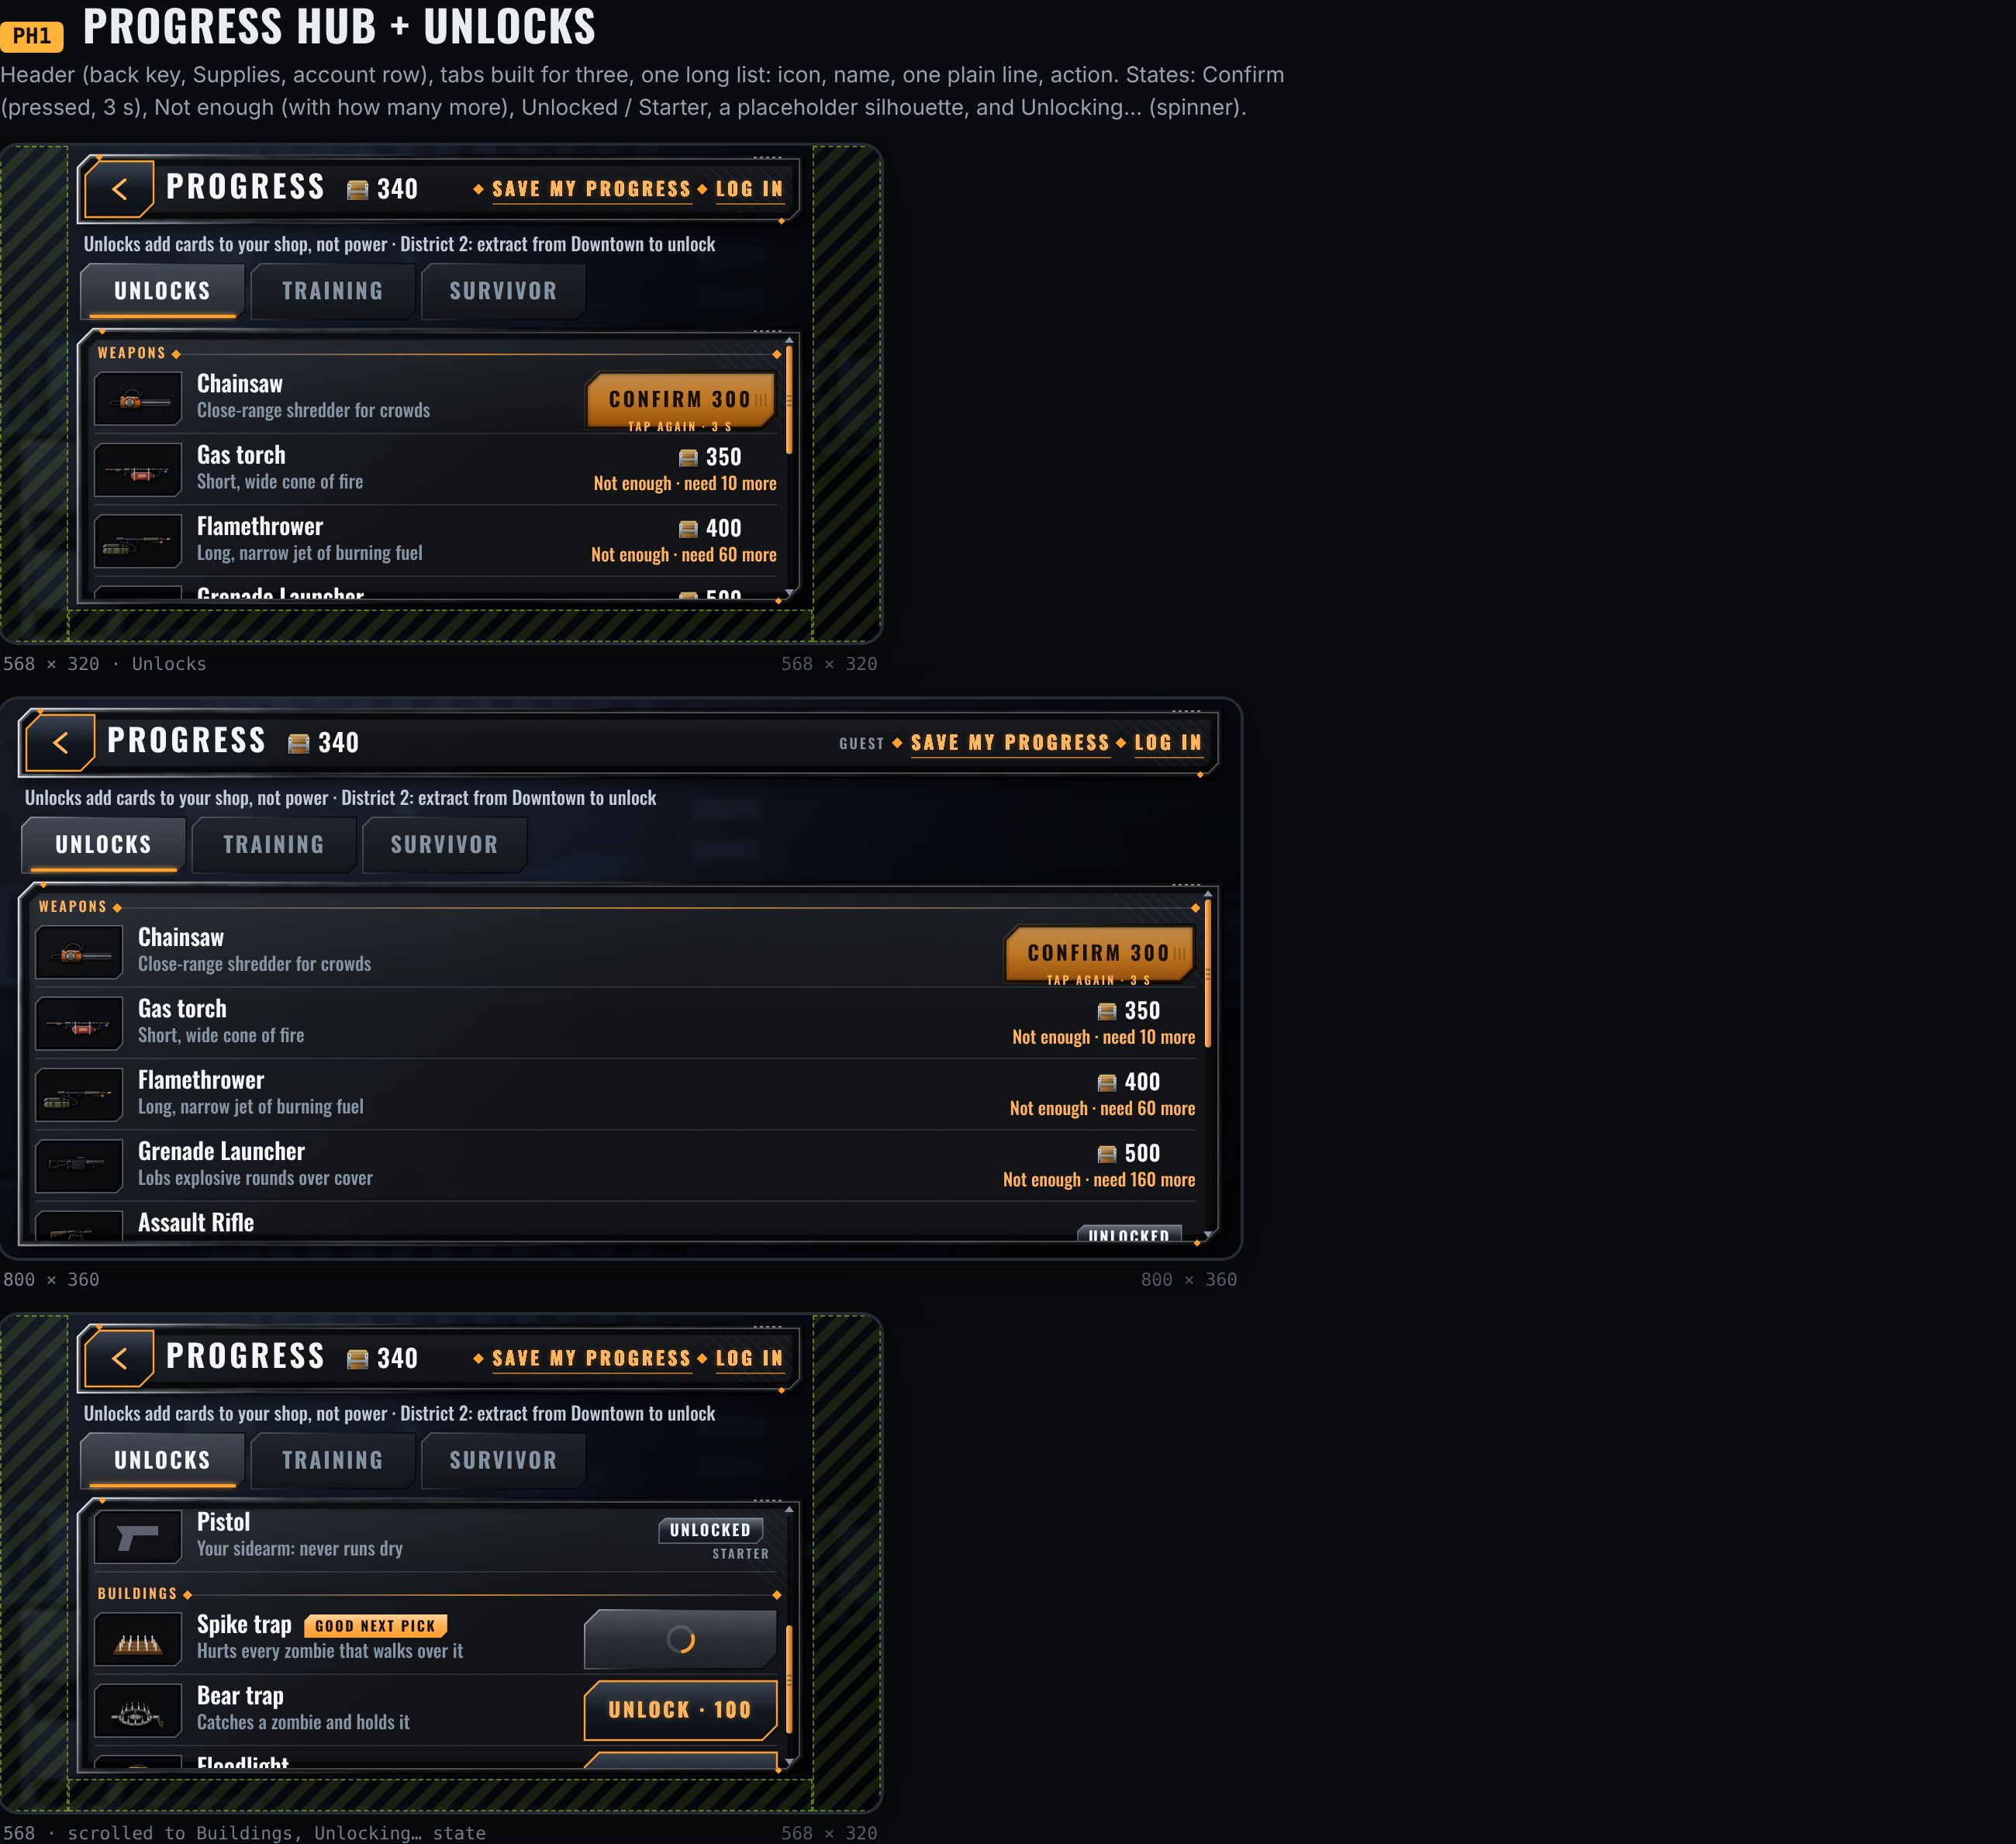 PH1 PROGRESS HUB + UNLOCKS
Header (back key, Supplies, account row), tabs built for three, one long list: icon, name, one plain line, action. States: Confirm
(pressed, 3 s), Not enough (with how many more), Unlocked / Starter, a placeholder silhouette, and Unlocking... (spinner).
PROGRESS 340 SAVE MY PROGRESS LOG IN
Unlocks add cards to your shop, not power · District 2: extract from Downtown to unlock
UNLOCKS TRAINING SURVIVOR
WEAPONS
Chainsaw
Close-range shredder for crowds
CONFIRM 300
TAP AGAIN · 3 S
Gas torch
Short, wide cone of fire
350
Not enough · need 10 more
Flamethrower
Long, narrow jet of burning fuel
400
Not enough · need 60 more
Grenade Launcher
500
568 × 320 · Unlocks 568 × 320
PROGRESS 340 GUEST SAVE MY PROGRESS LOG IN
Unlocks add cards to your shop, not power · District 2: extract from Downtown to unlock
UNLOCKS TRAINING SURVIVOR
WEAPONS
Chainsaw
Close-range shredder for crowds
CONFIRM 300
TAP AGAIN · 3 S
Gas torch
Short, wide cone of fire
350
Not enough · need 10 more
Flamethrower
Long, narrow jet of burning fuel
400
Not enough · need 60 more
Grenade Launcher
Lobs explosive rounds over cover
500
Not enough · need 160 more
Assault Rifle
UNLOCKED
800 × 360 800 × 360
PROGRESS 340 SAVE MY PROGRESS LOG IN
Unlocks add cards to your shop, not power · District 2: extract from Downtown to unlock
UNLOCKS TRAINING SURVIVOR
Pistol
Your sidearm: never runs dry
UNLOCKED
STARTER
BUILDINGS
Spike trap GOOD NEXT PICK
Hurts every zombie that walks over it
Bear trap
Catches a zombie and holds it
UNLOCK · 100
Floodlight
568 · scrolled to Buildings, Unlocking… state 568 × 320